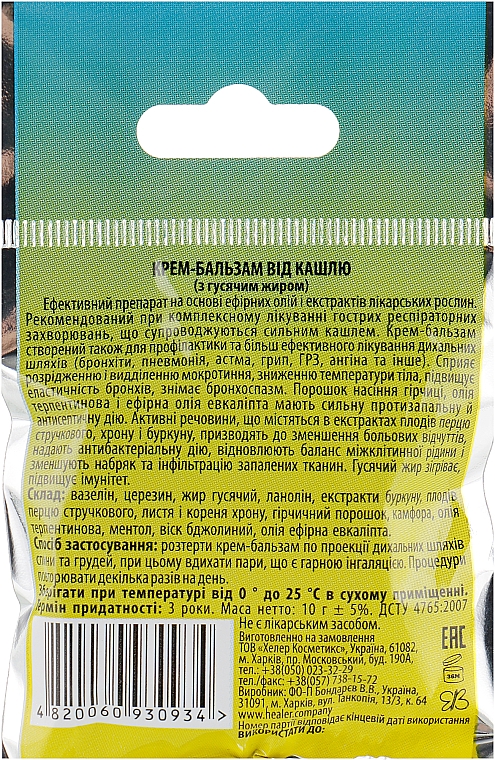 КРЕМ-БАЛЬЗАМ ВІД КАШЛЮ
(з гусячим жиром)
Ефективний препарат на основі ефірних олій і екстрактів лікарських рослин.
Рекомендований при комплексному лікуванні гострих респіраторних
захворювань, що супроводжуються сильним кашлем. Крем-бальзам
створений також для профілактики та більш ефективного лікування дихальних
шляхів (бронхіти, пневмонія, астма, грип, ГРЗ, ангіна та інше). Сприяє
розрідженню і виділенню мокротиння, зниженню температури тіла, підвищує
еластичність бронхів, знімає бронхоспазм. Порошок насіння гірчиці, олія
терпентинова і ефірна олія евкаліпта мають сильну протизапальну й
антисептичну дію. Активні речовини, що містяться в екстрактах плодів перцю
стручкового, хрону і буркуну, призводять до зменшення больових відчуттів,
надають антибактеріальну дію, відновлюють баланс міжклітинної рідини і
зменшують набряк та інфільтрацію запалених тканин. Гусячий жир зігріває,
підвищує імунітет.
Склад: вазелін, церезин, жир гусячий, ланолін, екстракти буркуну, плодів
перцю стручкового, листя і кореня хрону, гірчичний порошок, камфора, олія
терпентинова, ментол, віск бджолиний, олія ефірна евкаліпта.
Спосіб застосування: розтерти крем-бальзам по проекції дихальних шляхів
спини та грудей, при цьому вдихати пари, що є гарною інгаляцією. Процедури
повторювати декілька разів на день.
Зберігати при температурі від 0 ° до 25 °С в сухому приміщенні.
Термін придатності: 3 роки. Маса нетто: 10 г ± 5%. ДСТУ 4765:2007
Не є лікарським засобом.
Виготовлено на замовлення
ТОВ «Хелер Косметикс», Україна, 61082,
м. Харків, пр. Московський, буд. 190А,
тел.: +38(050) 023-32-29
тел./факс.: +38(057) 738-15-72
Виробник: ФО-П Бондарєв В.В., Україна,
31091, м. Харків, вул. Танкопія, 13/3, к. 64
www.healer.company
Номер партії відповідає кінцевій даті використання
ВИКОРИСТАТИ ДО:
EAC
36M
4 820060 930934 >